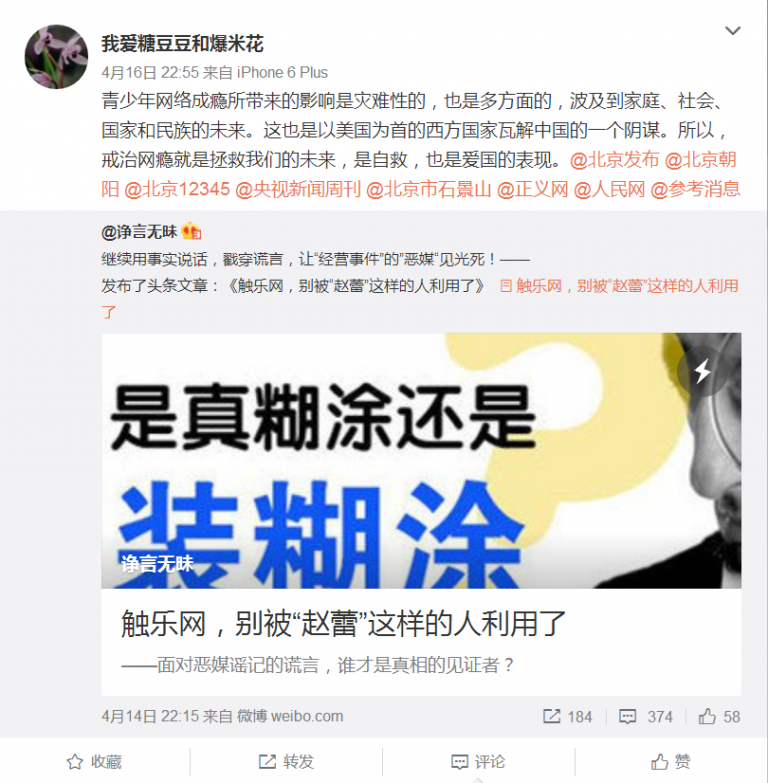 我爱糖豆豆和爆米花
4月16日 22:55 来自 iPhone 6 Plus
青少年网络成瘾所带来的影响是灾难性的，也是多方面的，波及到家庭、社会、
国家和民族的未来。这也是以美国为首的西方国家瓦解中国的一个阴谋。所以，
戒治网瘾就是拯救我们的未来，是自救，也是爱国的表现。@北京发布 @北京朝
阳 @北京12345 @央视新闻周刊 @北京市石景山 @正义网 @人民网 @参考消息
@诤言无昧
继续用事实说话，戳穿谎言，让“经营事件”的”恶媒“见光死！——
发布了头条文章：《触乐网，别被“赵蕾”这样的人利用了》 触乐网，别被“赵蕾”这样的人利用
了
是真糊涂还是
装糊涂
诤言无昧
触乐网，别被“赵蕾”这样的人利用了
——面对恶媒谣记的谎言，谁才是真相的见证者？
4月14日 22:15 来自 微博 weibo.com 184 374 58
收藏 转发 评论 赞